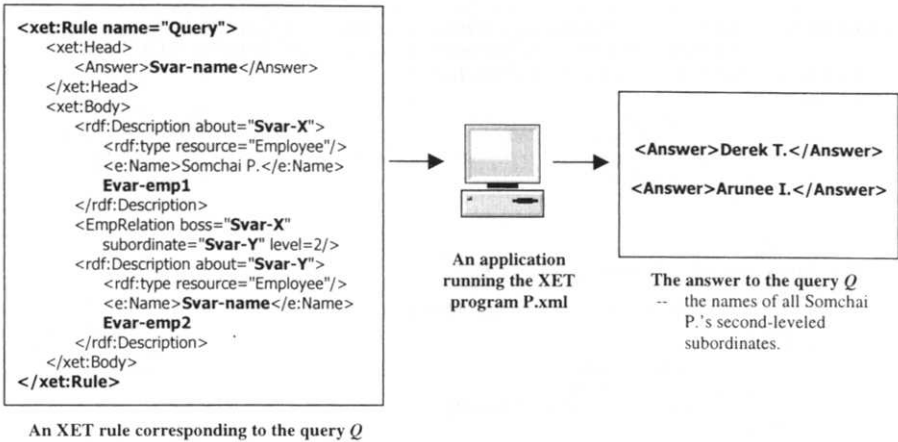 <xet:Rule name="Query">
<xet:Head>
<Answer>Svar-name</Answer>
</xet:Head>
<xet:Body>
<rdf:Description about="Svar-X">
<rdf:type resource="Employee"/>
<e:Name>Somchai P.</e:Name>
Evar-emp1
</rdf:Description>
<EmpRelation boss="Svar-X"
subordinate="Svar-Y" level=2/>
<rdf:Description about="Svar-Y">
<rdf:type resource="Employee"/>
<e:Name>Svar-name</e:Name>
Evar-emp2
</rdf:Description>
</xet:Body>
</xet:Rule>
An XET rule corresponding to the query Q
An application
running the XET
program P.xml
<Answer>Derek T.</Answer>
<Answer>Arunee I.</Answer>
The answer to the query Q
-- the names of all Somchai
P.'s second-leveled
subordinates.